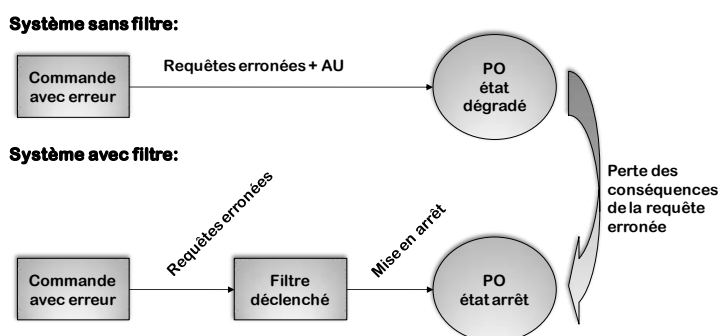 Système sans filtre:
Commande
avec erreur
Requêtes erronées + AU
PO
état
dégradé
Système avec filtre:
Perte des
conséquences
de la requête
erronée
Commande
avec erreur
Requêtes erronées
Filtre
déclenché
Mise en arrêt
PO
état arrêt